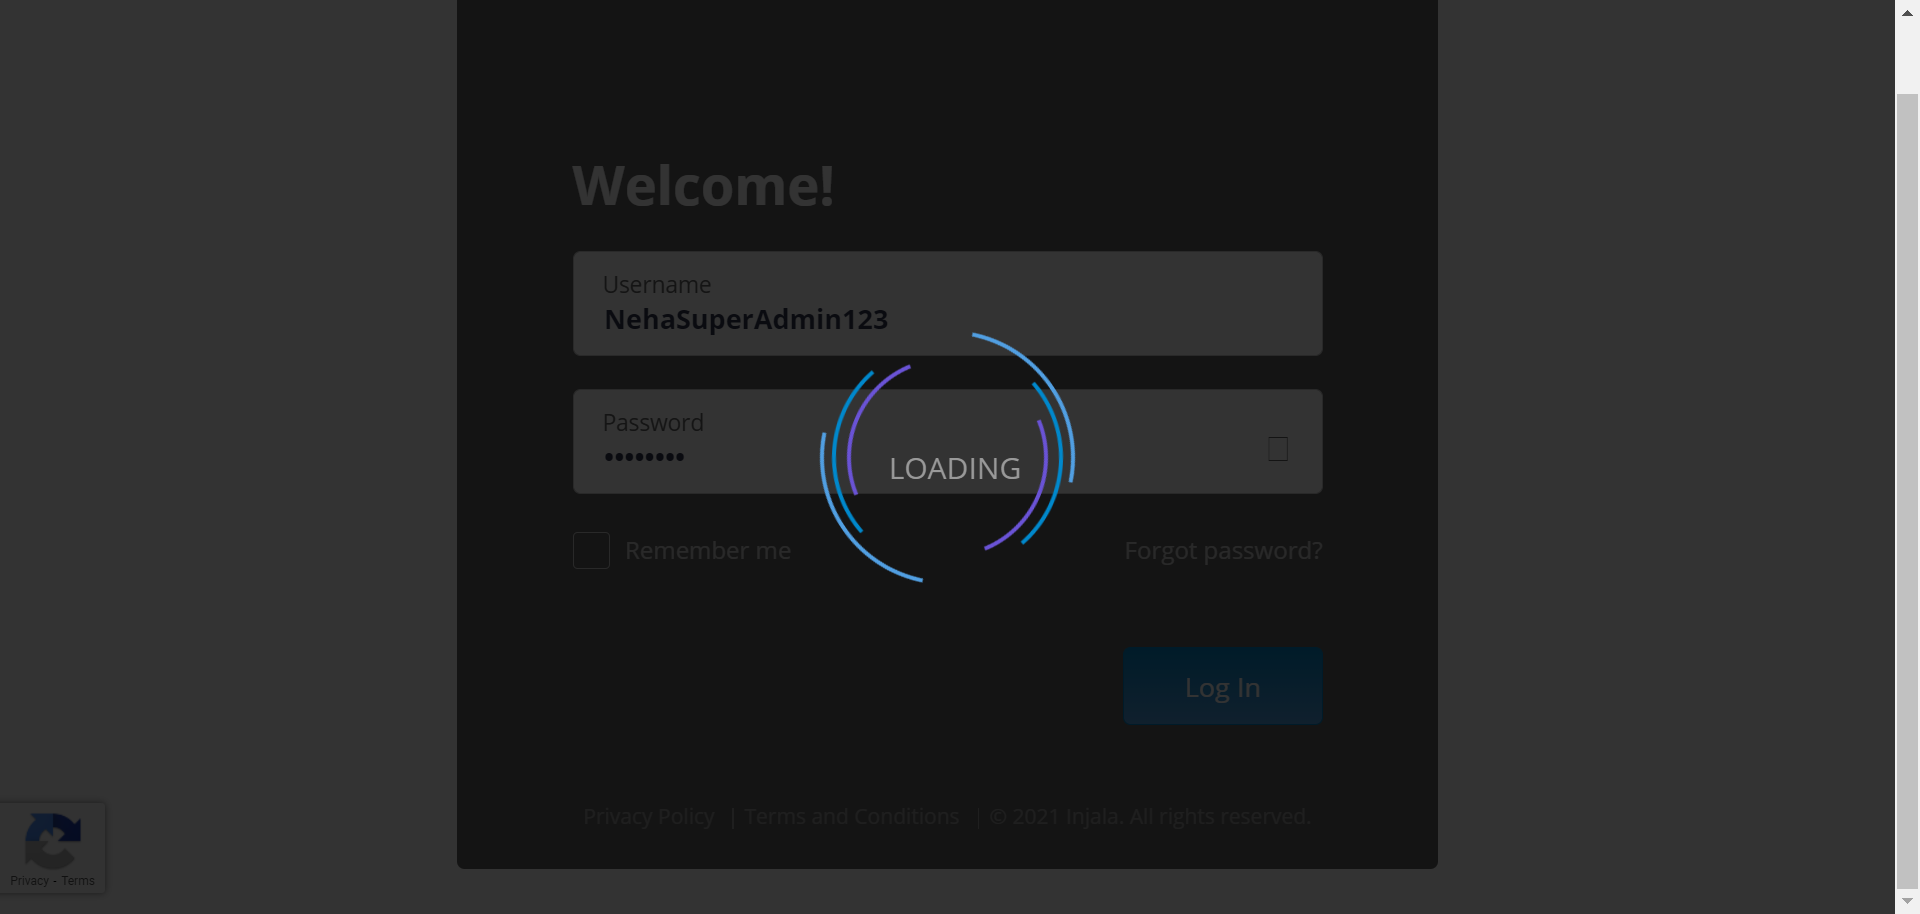 Welcome!
Username
NehaSuperAdmin123
Password
••••••••
LOADING
Remember me
Forgot password?
Log In
Privacy Policy | Terms and Conditions | © 2021 Injala. All rights reserved.
Privacy - Terms